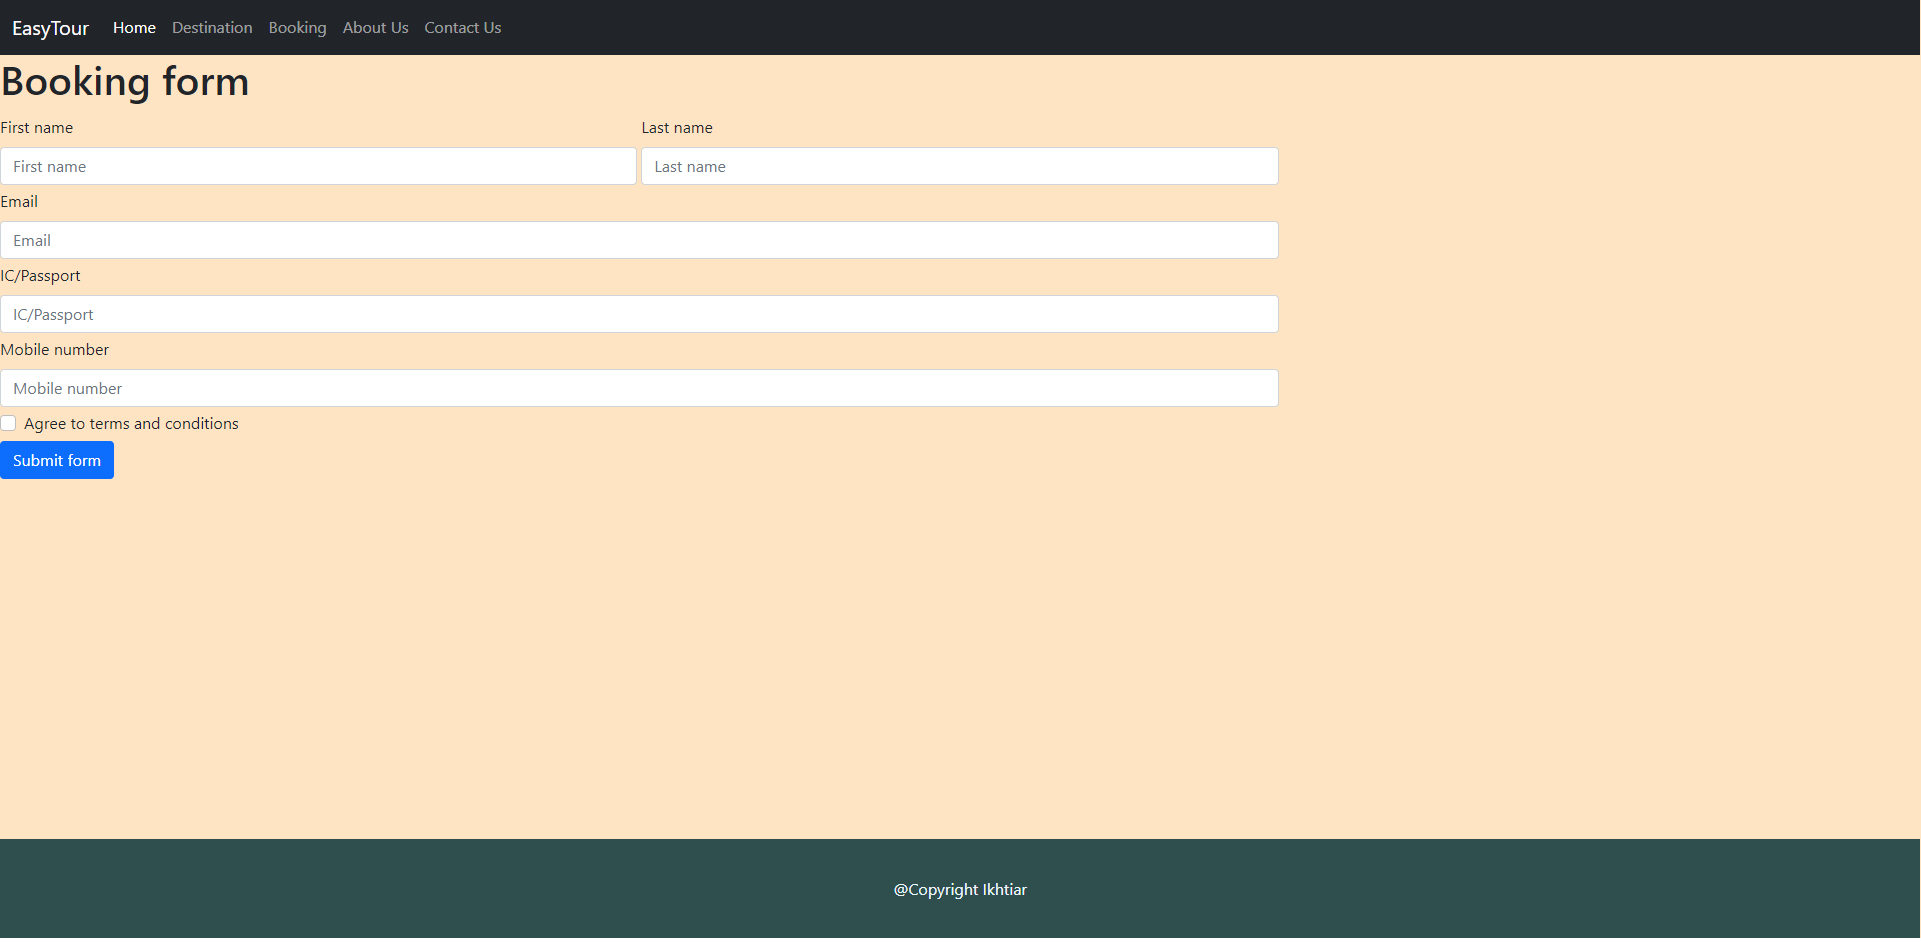 EasyTour Home Destination Booking About Us Contact Us
Booking form
First name Last name
First name Last name
Email
Email
IC/Passport
IC/Passport
Mobile number
Mobile number
Agree to terms and conditions
Submit form
@Copyright Ikhtiar